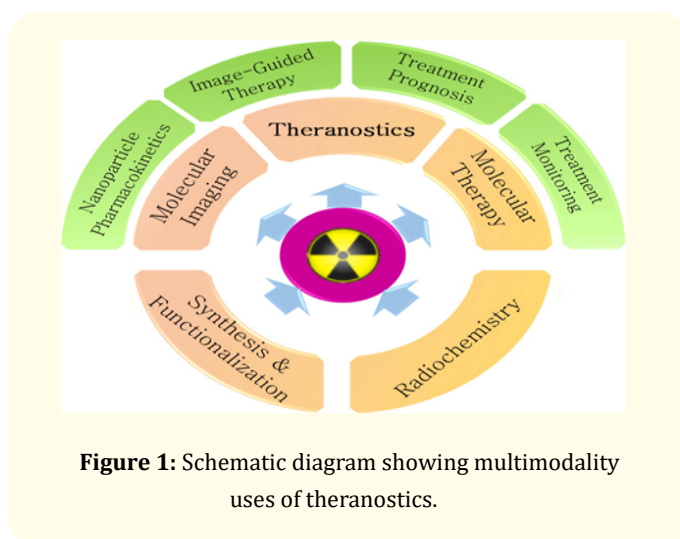 Image-Guided
Therapy
Treatment
Prognosis
Nanoparticle
Pharmacokinetics
Molecular
Imaging
Theranostics
Molecular
Therapy
Treatment
Monitoring
Synthesis &
Functionalization
Radiochemistry
Figure 1: Schematic diagram showing multimodality
uses of theranostics.